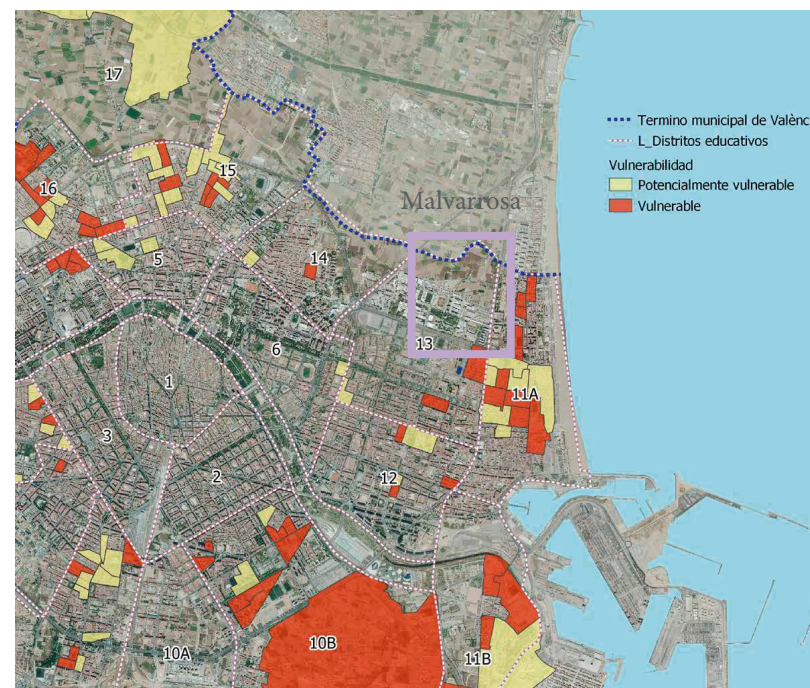 17
Termino municipal de Valènc
L_Distritos educativos
Vulnerabilidad
Potencialmente vulnerable
Vulnerable
15
16
Malvarrosa
5
14
13
6
1
11A
3
2
12
10B
10A
11B